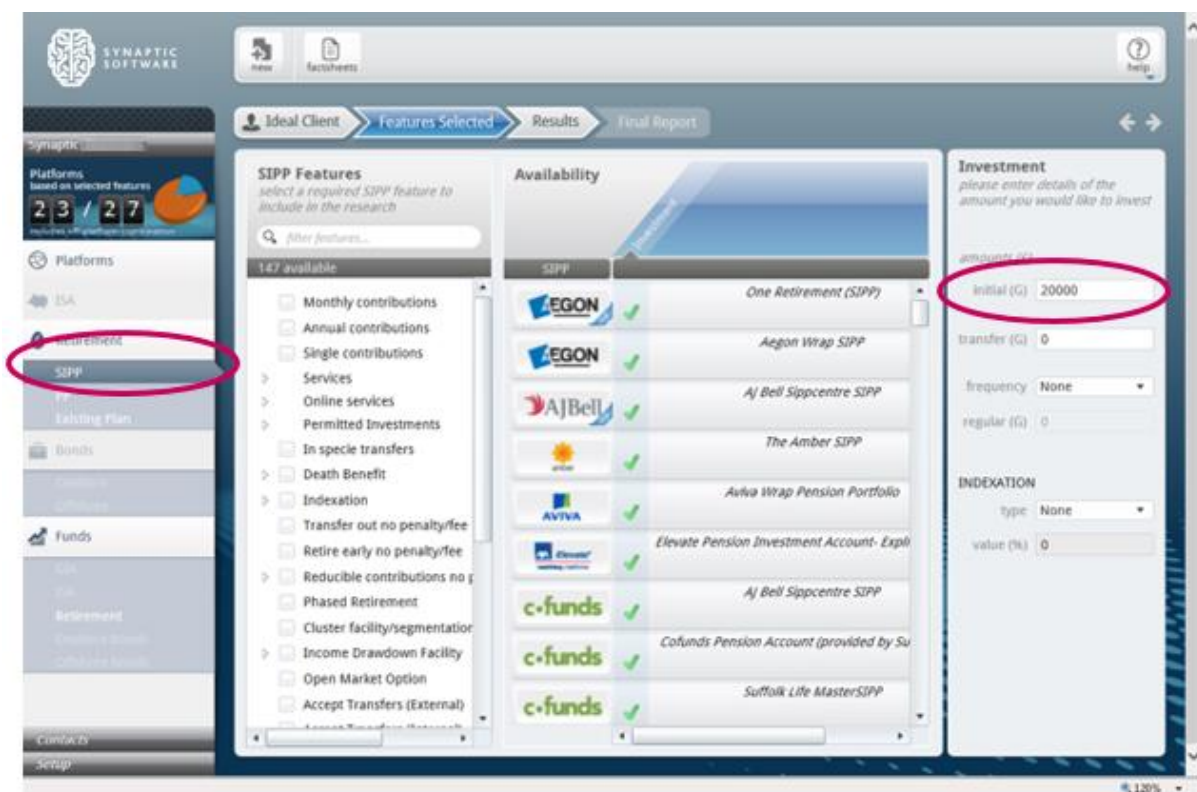 SYNAPTIC
SOFTWARE
new
factsheets
help
Ideal Client
Features Selected
Results
Final Report
Synaptic
Platforms
based on selected features
23 / 27
Platforms
ISA
Retirement
SIPP
PP
Existing Plan
Bonds
Funds
Retirement
Contacts
Setup
SIPP Features
select a required SIPP feature to
include in the research
filter features...
147 available
Monthly contributions
Annual contributions
Single contributions
Services
Online services
Permitted Investments
In specie transfers
Death Benefit
Indexation
Transfer out no penalty/fee
Retire early no penalty/fee
Reducible contributions no p
Phased Retirement
Cluster facility/segmentation
Income Drawdown Facility
Open Market Option
Accept Transfers (External)
Availability
Investment
SIPP
AEGON
One Retirement (SIPP)
AEGON
Aegon Wrap SIPP
AJBell
AJ Bell Sippcentre SIPP
amber
The Amber SIPP
AVIVA
Aviva Wrap Pension Portfolio
Elevate
Elevate Pension Investment Account- Expli
c•funds
AJ Bell Sippcentre SIPP
c•funds
Cofunds Pension Account (provided by Su
c•funds
Suffolk Life MasterSIPP
Investment
please enter details of the
amount you would like to invest
amounts (£)
initial (G) 20000
transfer (G) 0
frequency None
regular (G) 0
INDEXATION
type None
value (%) 0
120%